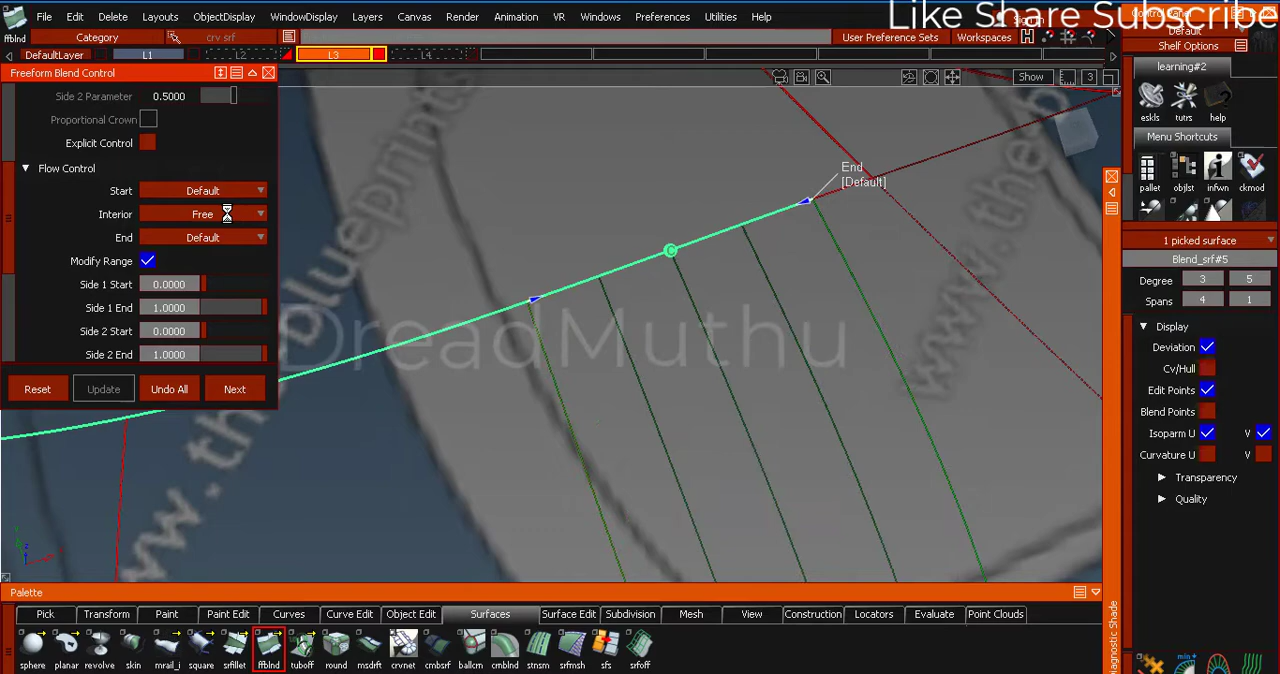 File Edit Delete Layouts ObjectDisplay WindowDisplay Layers Canvas Render Animation VR Windows Preferences Utilities Help
Like Share Subscribe
ffblnd Category crv srf User Preference Sets Workspaces
DefaultLayer L1 L2 L3 L4
Freeform Blend Control
Side 2 Parameter 0.5000
Proportional Crown
Explicit Control
Flow Control
Start Default
Interior Free
End Default
Modify Range
Side 1 Start 0.0000
Side 1 End 1.0000
Side 2 Start 0.0000
Side 2 End 1.0000
Reset Update Undo All Next
Show 3
End
[Default]
C
DreadMuthu
Default
Shelf Options
learning#2
eskls tutrs help
Menu Shortcuts
pallet objlst infwn ckmod
1 picked surface
Blend_srf#5
Degree 3 5
Spans 4 1
Display
Deviation
Cv/Hull
Edit Points
Blend Points
Isoparm U V
Curvature U V
Transparency
Quality
Diagnostic Shade
Palette
Pick Transform Paint Paint Edit Curves Curve Edit Object Edit Surfaces Surface Edit Subdivision Mesh View Construction Locators Evaluate Point Clouds
sphere planar revolve skin mrail_i square srfillet ffblnd tuboff round msdrft crvnet cmbsrf ballcrn cmblnd stnsm srfmsh sfs srfoff